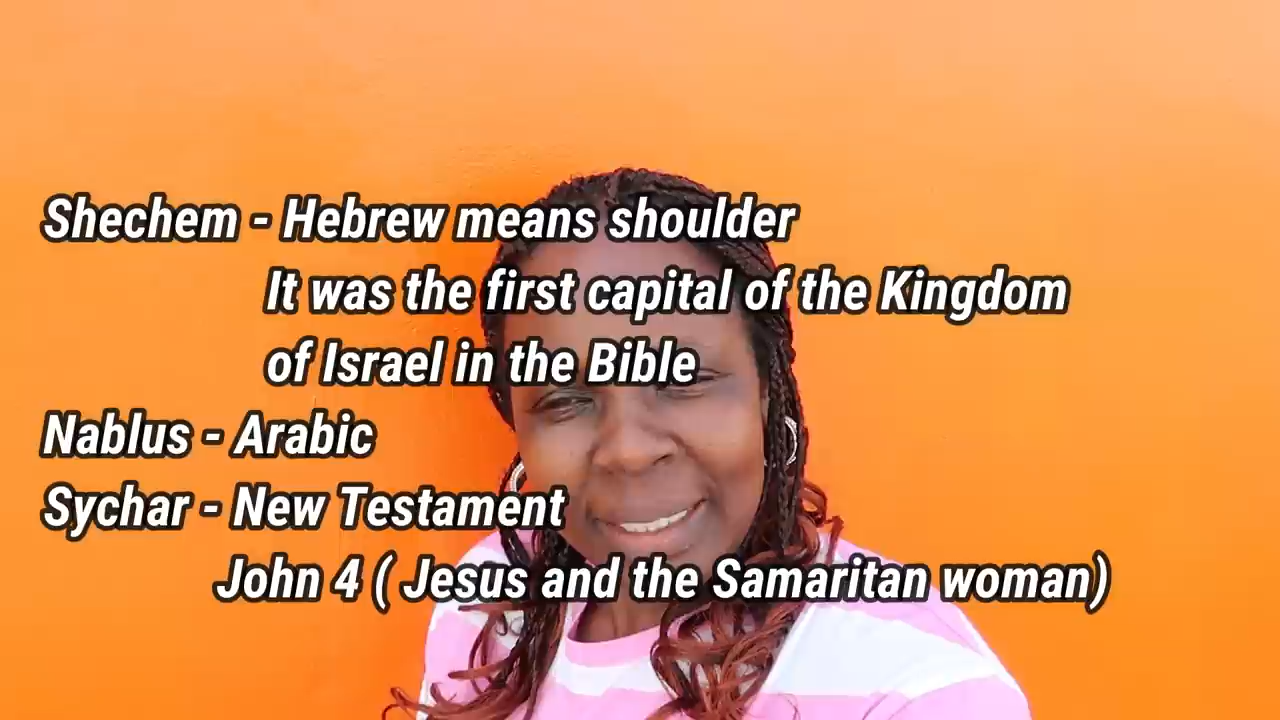 Shechem - Hebrew means shoulder
It was the first capital of the Kingdom
of Israel in the Bible
Nablus - Arabic
Sychar - New Testament
John 4 ( Jesus and the Samaritan woman)